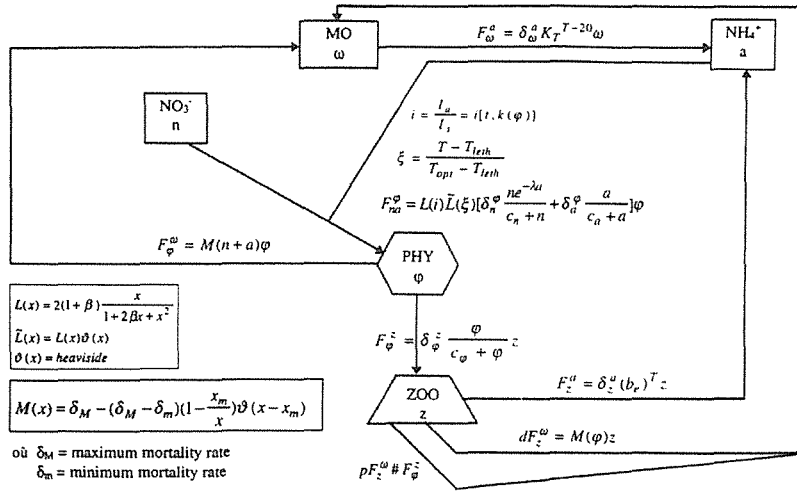 MO
ω
F_ω^a = δ_ω^a K_T^{T-20} ω
NH₄⁺
a
NO₃⁻
n
i = I_a / I_s = i{t, k(φ)}
ξ = (T − T_leth) / (T_opt − T_leth)
F_na^φ = L(i) L̃(ξ)[δ_n^φ ne^{-λa} / (c_n + n) + δ_a^φ a / (c_a + a)]φ
F_φ^ω = M(n+a)φ
PHY
φ
L(x) = 2(1 + β) x / (1 + 2βx + x²)
L̃(x) = L(x)ϑ(x)
ϑ(x) = heaviside
F_φ^z = δ_φ^z φ / (c_φ + φ) z
F_z^a = δ_z^a (b_r)^T z
ZOO
z
M(x) = δ_M − (δ_M − δ_m)(1 − x_m / x)ϑ(x − x_m)
dF_z^ω = M(φ)z
où δ_M = maximum mortality rate
δ_m = minimum mortality rate
pF_z^ω # F_φ^z